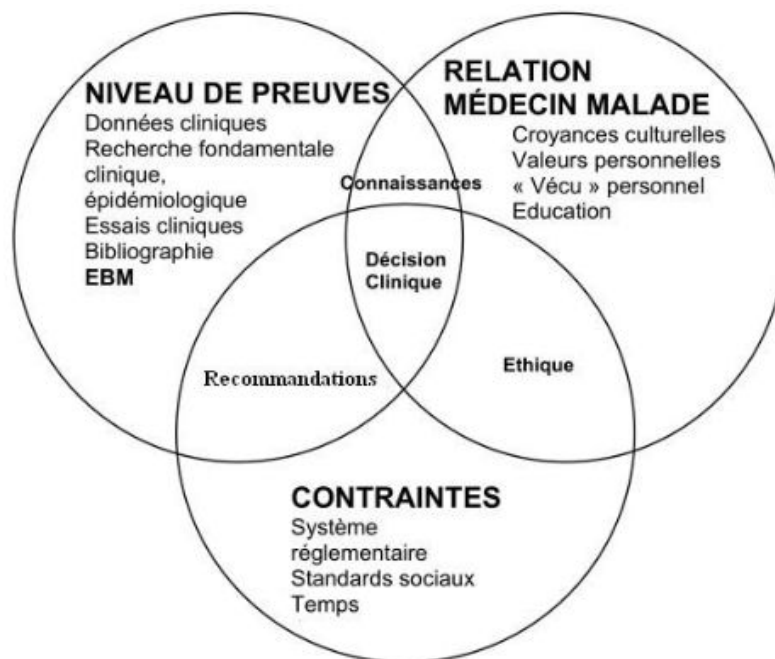 NIVEAU DE PREUVES
Données cliniques
Recherche fondamentale
clinique,
épidémiologique
Essais cliniques
Bibliographie
EBM
RELATION
MÉDECIN MALADE
Croyances culturelles
Valeurs personnelles
« Vécu » personnel
Education
Connaissances
Décision
Clinique
Recommandations
Ethique
CONTRAINTES
Système
réglementaire
Standards sociaux
Temps